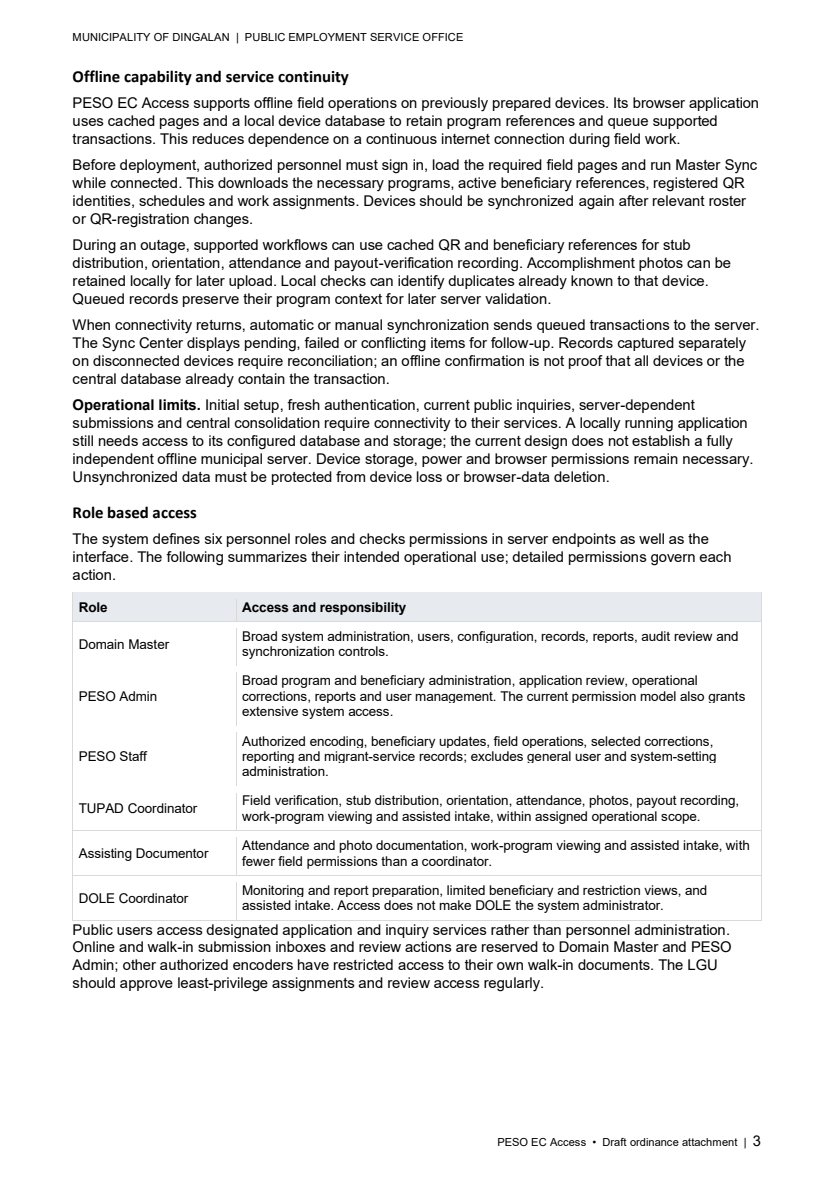 MUNICIPALITY OF DINGALAN | PUBLIC EMPLOYMENT SERVICE OFFICE
Offline capability and service continuity
PESO EC Access supports offline field operations on previously prepared devices. Its browser application
uses cached pages and a local device database to retain program references and queue supported
transactions. This reduces dependence on a continuous internet connection during field work.
Before deployment, authorized personnel must sign in, load the required field pages and run Master Sync
while connected. This downloads the necessary programs, active beneficiary references, registered QR
identities, schedules and work assignments. Devices should be synchronized again after relevant roster
or QR-registration changes.
During an outage, supported workflows can use cached QR and beneficiary references for stub
distribution, orientation, attendance and payout-verification recording. Accomplishment photos can be
retained locally for later upload. Local checks can identify duplicates already known to that device.
Queued records preserve their program context for later server validation.
When connectivity returns, automatic or manual synchronization sends queued transactions to the server.
The Sync Center displays pending, failed or conflicting items for follow-up. Records captured separately
on disconnected devices require reconciliation; an offline confirmation is not proof that all devices or the
central database already contain the transaction.
Operational limits. Initial setup, fresh authentication, current public inquiries, server-dependent
submissions and central consolidation require connectivity to their services. A locally running application
still needs access to its configured database and storage; the current design does not establish a fully
independent offline municipal server. Device storage, power and browser permissions remain necessary.
Unsynchronized data must be protected from device loss or browser-data deletion.
Role based access
The system defines six personnel roles and checks permissions in server endpoints as well as the
interface. The following summarizes their intended operational use; detailed permissions govern each
action.
Role Access and responsibility
Domain Master Broad system administration, users, configuration, records, reports, audit review and
synchronization controls.
PESO Admin Broad program and beneficiary administration, application review, operational
corrections, reports and user management. The current permission model also grants
extensive system access.
PESO Staff Authorized encoding, beneficiary updates, field operations, selected corrections,
reporting and migrant-service records; excludes general user and system-setting
administration.
TUPAD Coordinator Field verification, stub distribution, orientation, attendance, photos, payout recording,
work-program viewing and assisted intake, within assigned operational scope.
Assisting Documentor Attendance and photo documentation, work-program viewing and assisted intake, with
fewer field permissions than a coordinator.
DOLE Coordinator Monitoring and report preparation, limited beneficiary and restriction views, and
assisted intake. Access does not make DOLE the system administrator.
Public users access designated application and inquiry services rather than personnel administration.
Online and walk-in submission inboxes and review actions are reserved to Domain Master and PESO
Admin; other authorized encoders have restricted access to their own walk-in documents. The LGU
should approve least-privilege assignments and review access regularly.
PESO EC Access • Draft ordinance attachment | 3